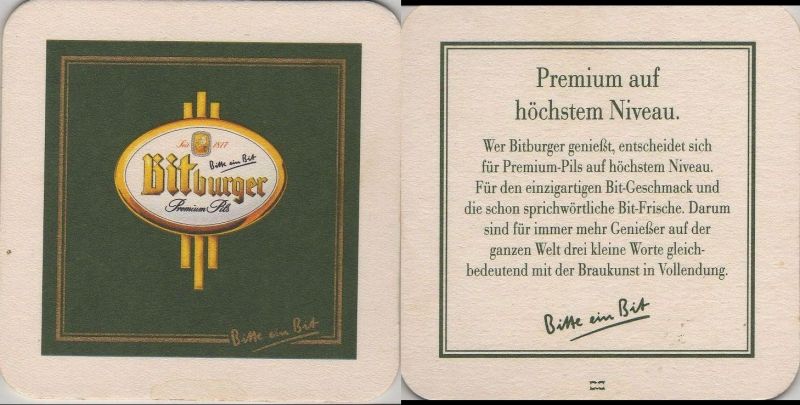 Seit 1817
Bitte ein Bit
Bitburger
Premium Pils
Bitte ein Bit
Premium auf
höchstem Niveau.
Wer Bitburger genießt, entscheidet sich
für Premium-Pils auf höchstem Niveau.
Für den einzigartigen Bit-Geschmack und
die schon sprichwörtliche Bit-Frische. Darum
sind für immer mehr Genießer auf der
ganzen Welt drei kleine Worte gleich-
bedeutend mit der Braukunst in Vollendung.
Bitte ein Bit